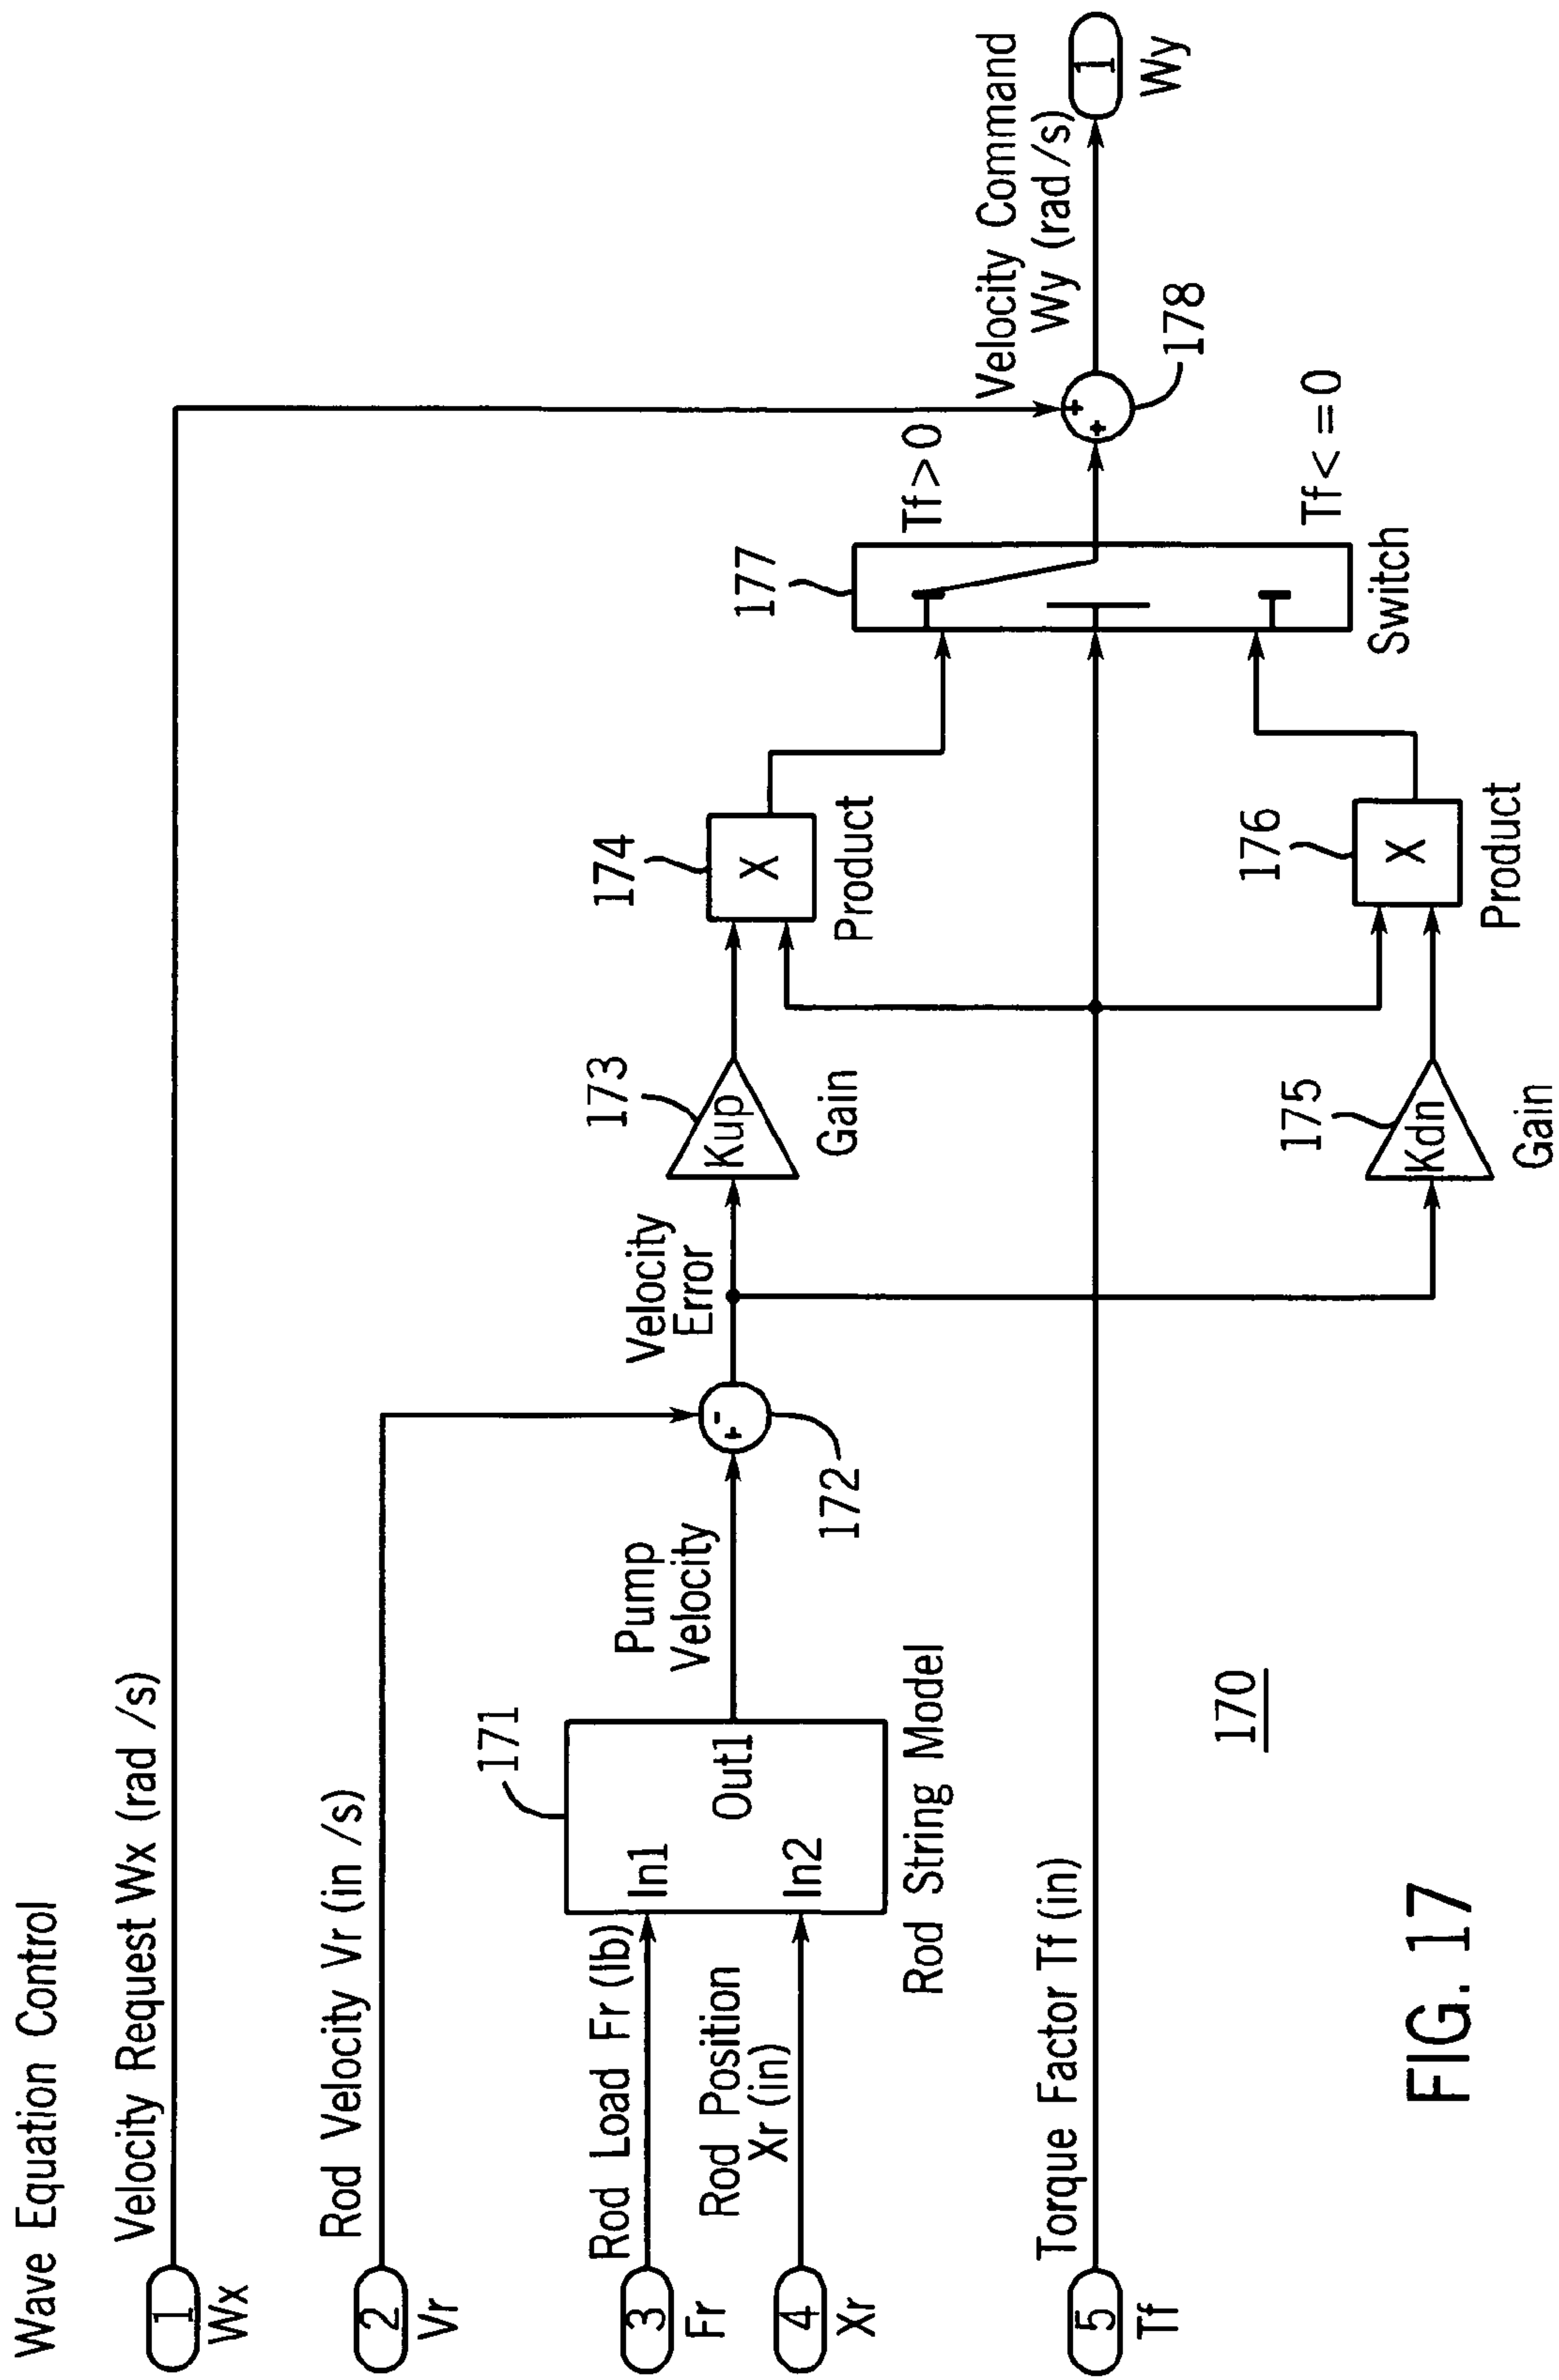 Wave Equation Control
Velocity Request Wx (rad /s)
1
Wx
Rod Velocity Vr (in /s)
2
Vr
Rod Load Fr (lb)
3
Fr
Rod Position
Xr (in)
4
Xr
171
In1
In2
Out1
Rod String Model
Pump
Velocity
+
-
172
Velocity
Error
173
Kup
Gain
174
X
Product
175
Kdn
Gain
176
X
Product
Torque Factor Tf (in)
5
Tf
177
Tf > 0
Tf < = 0
Switch
+
+
178
Velocity Command
Wy (rad /s)
1
Wy
170
FIG. 17